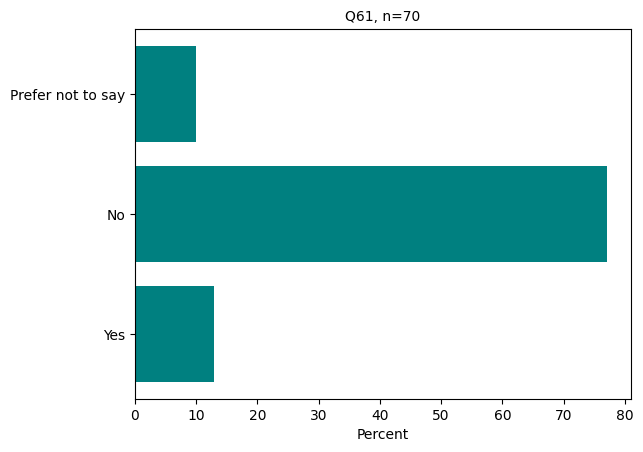 Q61, n=70
Prefer not to say
No
Yes
0 10 20 30 40 50 60 70 80
Percent